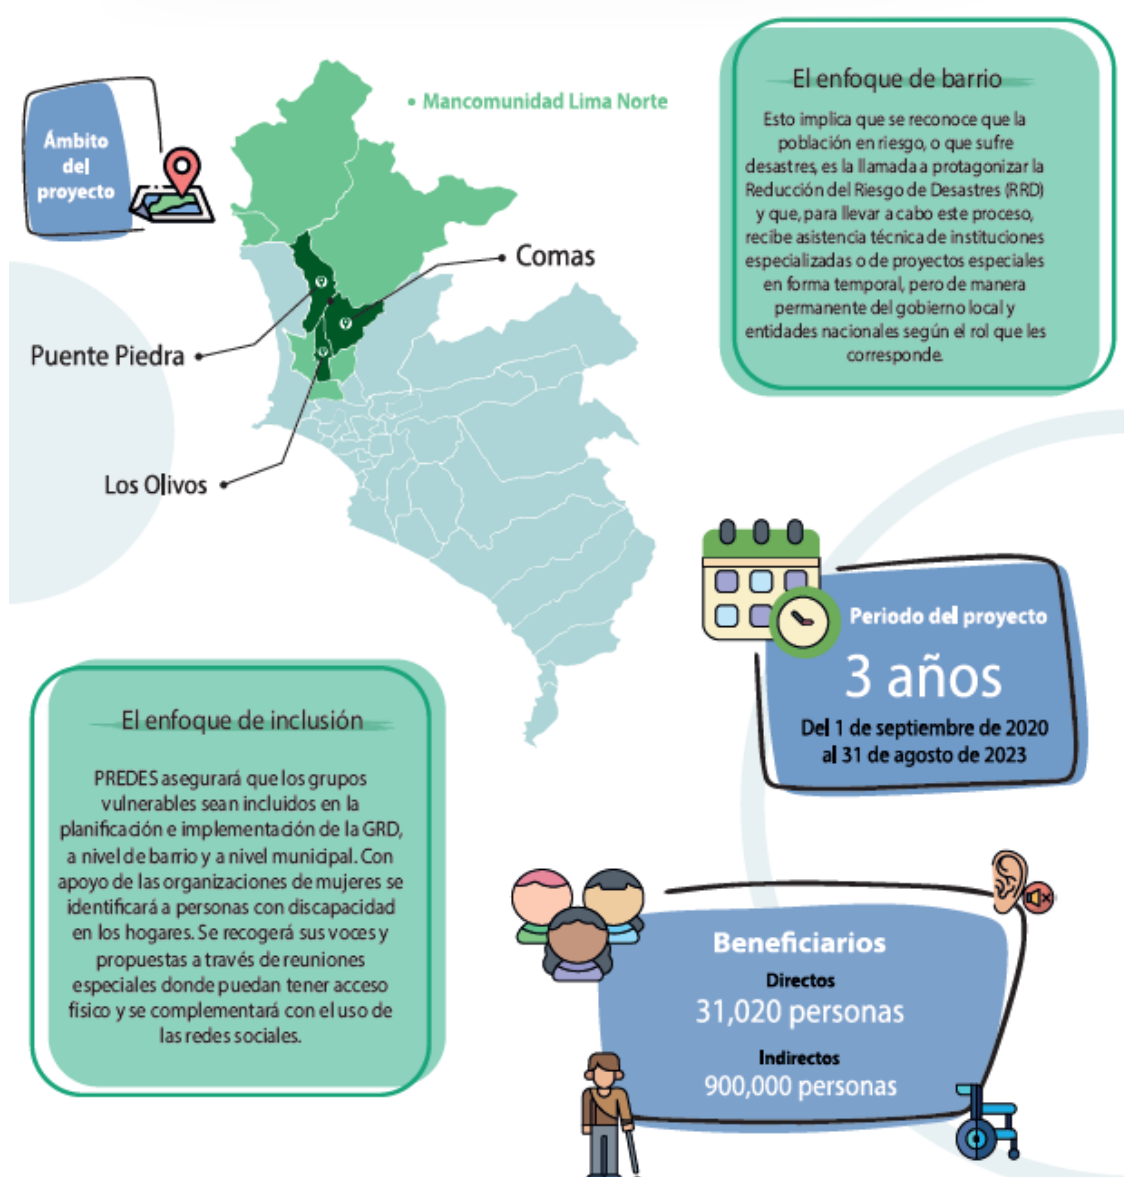 Ámbito
del
proyecto
• Mancomunidad Lima Norte
Comas
Puente Piedra
Los Olivos
El enfoque de barrio
Esto implica que se reconoce que la
población en riesgo, o que sufre
desastres, es la llamada a protagonizar la
Reducción del Riesgo de Desastres (RRD)
y que, para llevar a cabo este proceso,
recibe asistencia técnica de instituciones
especializadas o de proyectos especiales
en forma temporal, pero de manera
permanente del gobierno local y
entidades nacionales según el rol que les
corresponde.
Periodo del proyecto
3 años
Del 1 de septiembre de 2020
al 31 de agosto de 2023
El enfoque de inclusión
PREDES asegurará que los grupos
vulnerables sean incluidos en la
planificación e implementación de la GRD,
a nivel de barrio y a nivel municipal. Con
apoyo de las organizaciones de mujeres se
identificará a personas con discapacidad
en los hogares. Se recogerá sus voces y
propuestas a través de reuniones
especiales donde puedan tener acceso
físico y se complementará con el uso de
las redes sociales.
Beneficiarios
Directos
31,020 personas
Indirectos
900,000 personas